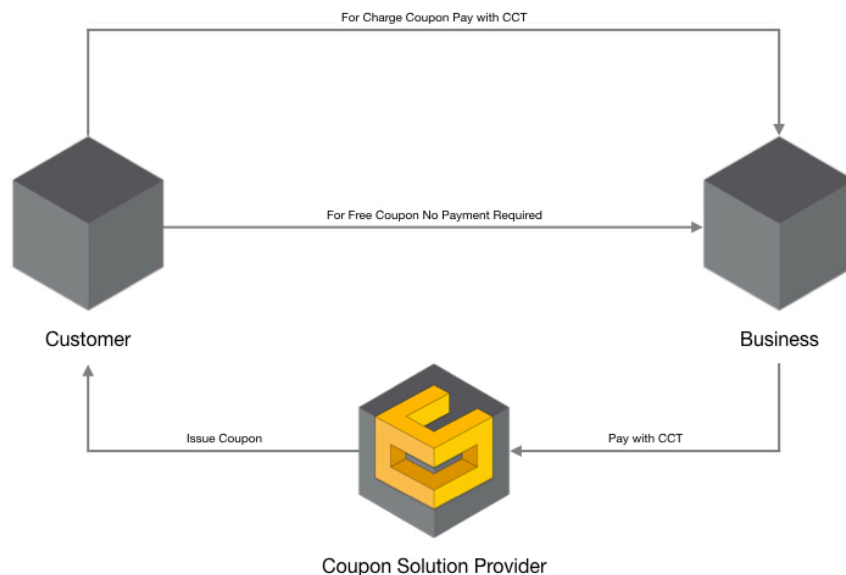 For Charge Coupon Pay with CCT
For Free Coupon No Payment Required
Customer
Business
Issue Coupon
Pay with CCT
Coupon Solution Provider